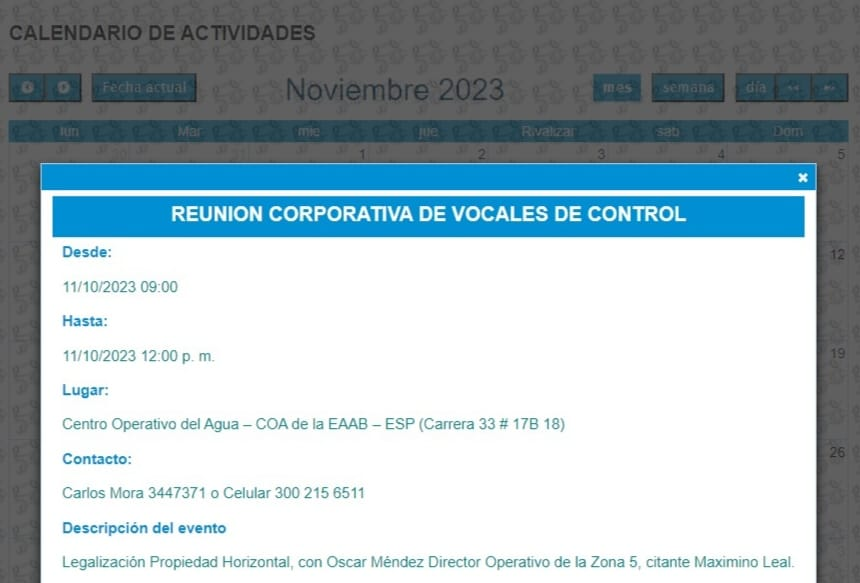 CALENDARIO DE ACTIVIDADES
Fecha actual
Noviembre 2023
mes semana día
lun Mar mie jue Rivalizar sab Dom
1 2 3 4 5
REUNION CORPORATIVA DE VOCALES DE CONTROL
Desde:
12
11/10/2023 09:00
Hasta:
11/10/2023 12:00 p. m.
19
Lugar:
Centro Operativo del Agua – COA de la EAAB – ESP (Carrera 33 # 17B 18)
Contacto:
26
Carlos Mora 3447371 o Celular 300 215 6511
Descripción del evento
Legalización Propiedad Horizontal, con Oscar Méndez Director Operativo de la Zona 5, citante Maximino Leal.